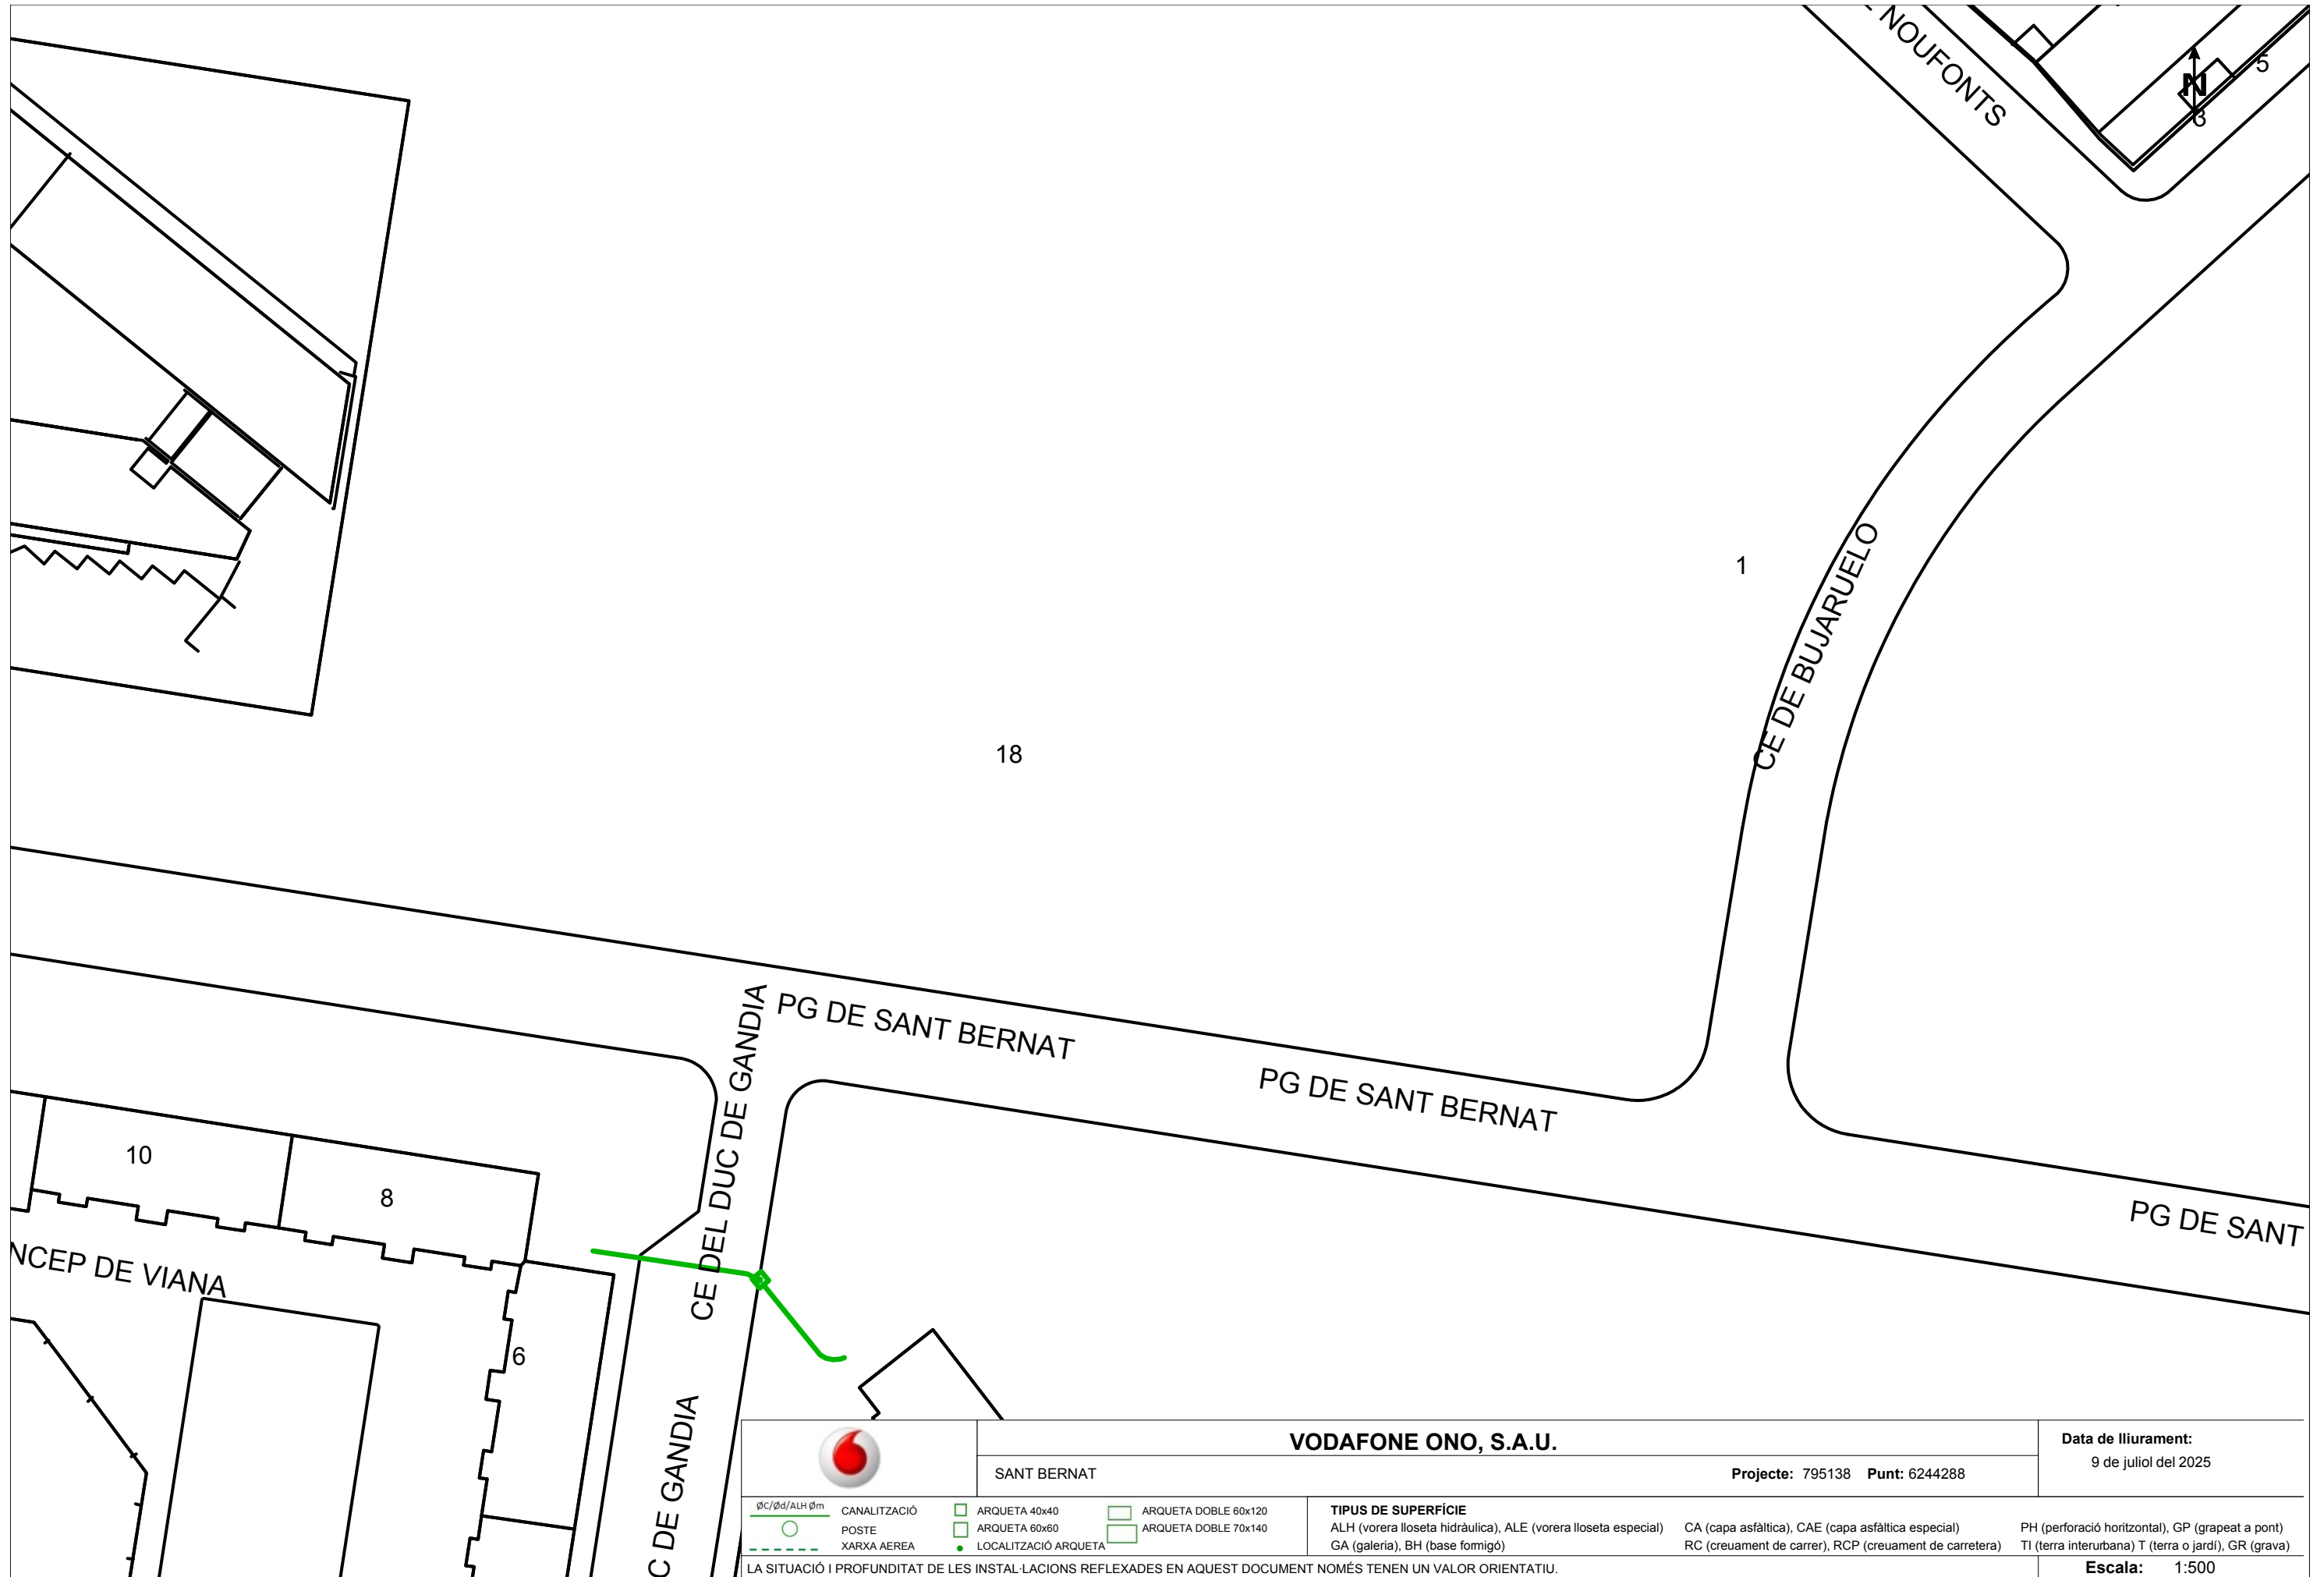 E NOUFONTS
N
5
3
1
CE DE BUJARUELO
18
CE DEL DUC DE GANDIA
PG DE SANT BERNAT
PG DE SANT BERNAT
PG DE SANT
10
8
NCEP DE VIANA
6
C DE GANDIA
VODAFONE ONO, S.A.U.
SANT BERNAT
Projecte: 795138 Punt: 6244288
Data de lliurament:
9 de juliol del 2025
ØC/Ød/ALH Øm
CANALITZACIÓ
POSTE
XARXA AEREA
ARQUETA 40x40
ARQUETA 60x60
LOCALITZACIÓ ARQUETA
ARQUETA DOBLE 60x120
ARQUETA DOBLE 70x140
TIPUS DE SUPERFÍCIE
ALH (vorera lloseta hidràulica), ALE (vorera lloseta especial)
GA (galeria), BH (base formigó)
CA (capa asfàltica), CAE (capa asfàltica especial)
RC (creuament de carrer), RCP (creuament de carretera)
PH (perforació horitzontal), GP (grapeat a pont)
TI (terra interurbana) T (terra o jardí), GR (grava)
LA SITUACIÓ I PROFUNDITAT DE LES INSTAL·LACIONS REFLEXADES EN AQUEST DOCUMENT NOMÉS TENEN UN VALOR ORIENTATIU.
Escala: 1:500